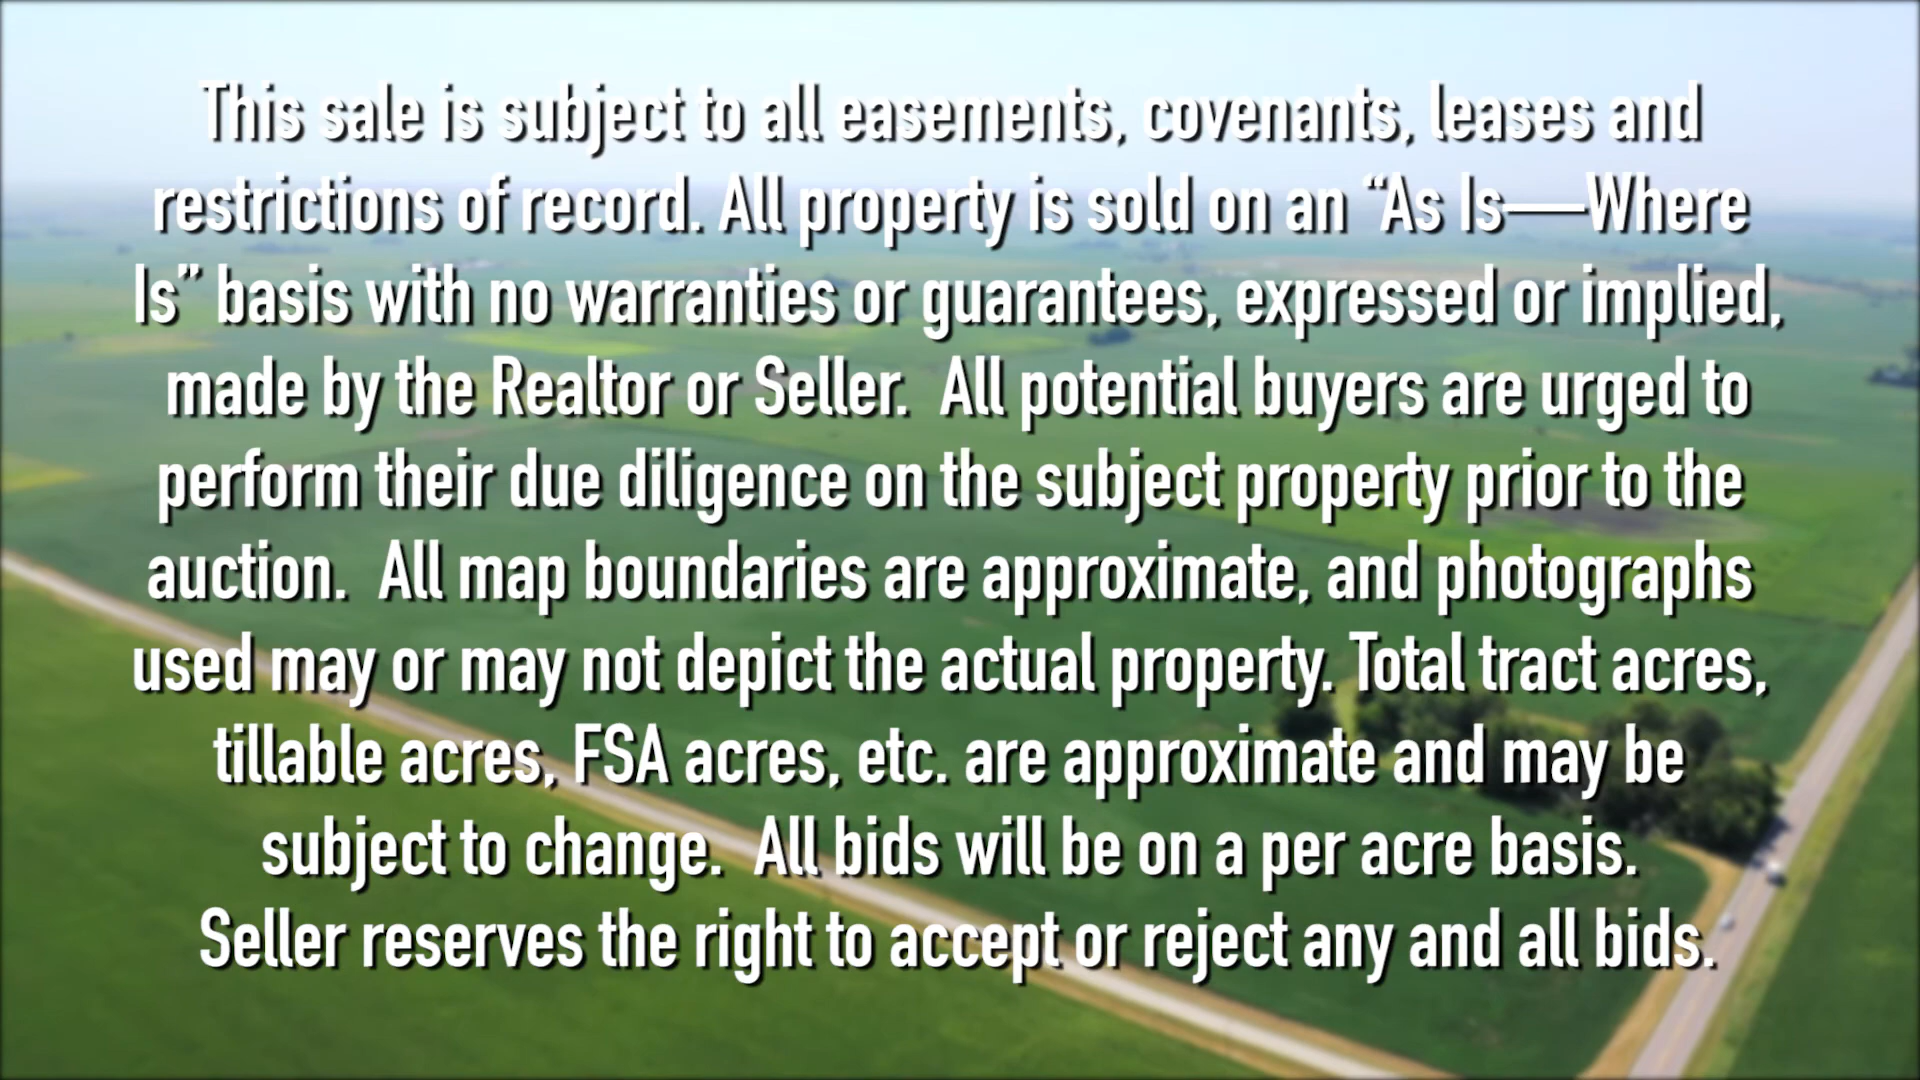 This sale is subject to all easements, covenants, leases and
restrictions of record. All property is sold on an “As Is—Where
Is” basis with no warranties or guarantees, expressed or implied,
made by the Realtor or Seller.  All potential buyers are urged to
perform their due diligence on the subject property prior to the
auction.  All map boundaries are approximate, and photographs
used may or may not depict the actual property. Total tract acres,
tillable acres, FSA acres, etc. are approximate and may be
subject to change.  All bids will be on a per acre basis.
Seller reserves the right to accept or reject any and all bids.